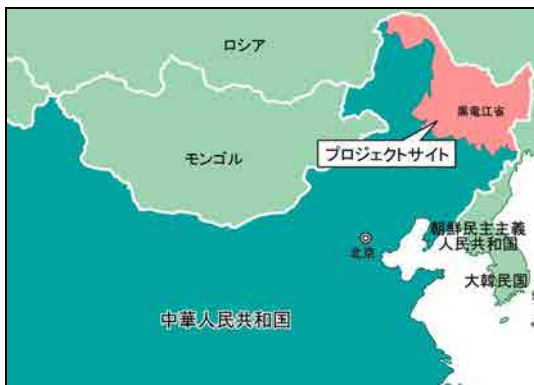 ロシア
黒竜江省
モンゴル
プロジェクトサイト
朝鮮民主主義
人民共和国
北京
大韓民国
中華人民共和国